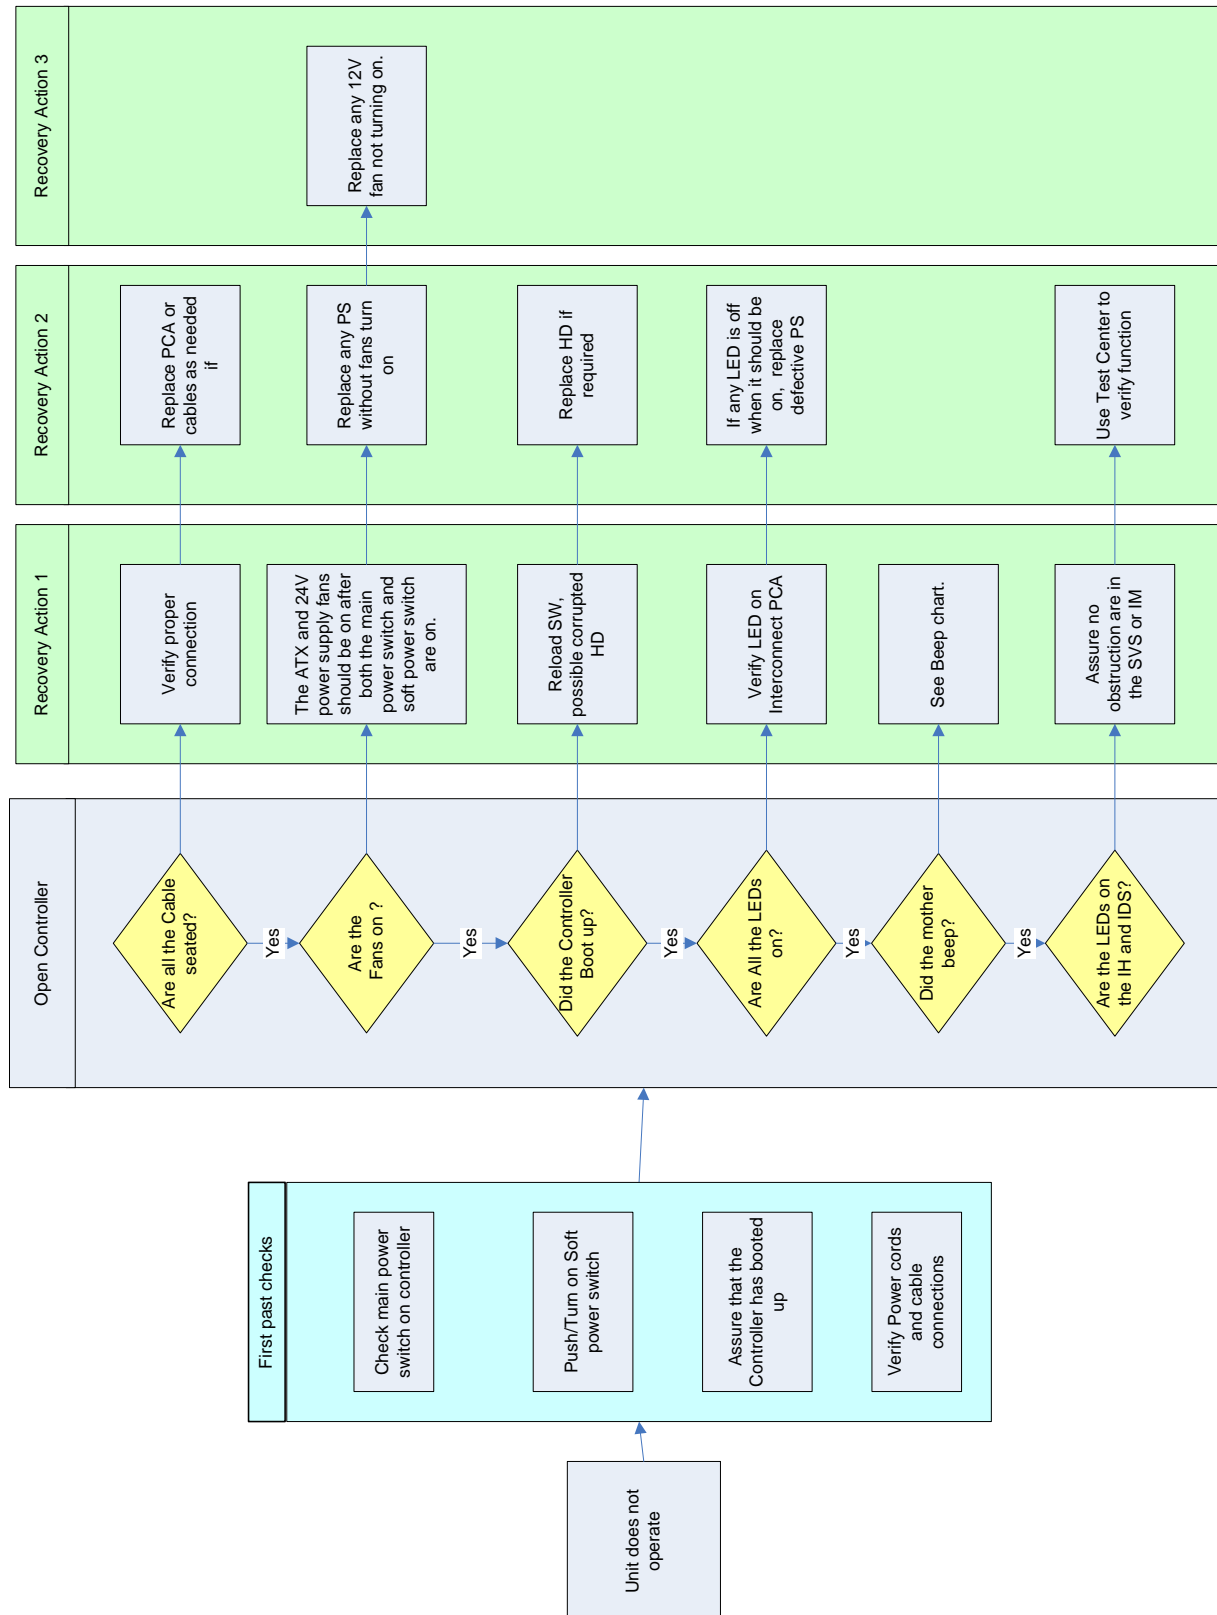 Unit does not
operate
First past checks
Check main power
switch on controller
Push/Turn on Soft
power switch
Assure that the
Controller has booted
up
Verify Power cords
and cable
connections
Open Controller
Are all the Cable
seated?
Yes
Are the
Fans on ?
Yes
Did the Controller
Boot up?
Yes
Are All the LEDs
on?
Yes
Did the mother
beep?
Yes
Are the LEDs on
the IH and IDS?
Recovery Action 1
Verify proper
connection
The ATX and 24V
power supply fans
should be on after
both the main
power switch and
soft power switch
are on.
Reload SW,
possible corrupted
HD
Verify LED on
Interconnect PCA
See Beep chart.
Assure no
obstruction are in
the SVS or IM
Recovery Action 2
Replace PCA or
cables as needed
if
Replace any PS
without fans turn
on
Replace HD if
required
If any LED is off
when it should be
on, replace
defective PS
Use Test Center to
verify function
Recovery Action 3
Replace any 12V
fan not turning on.